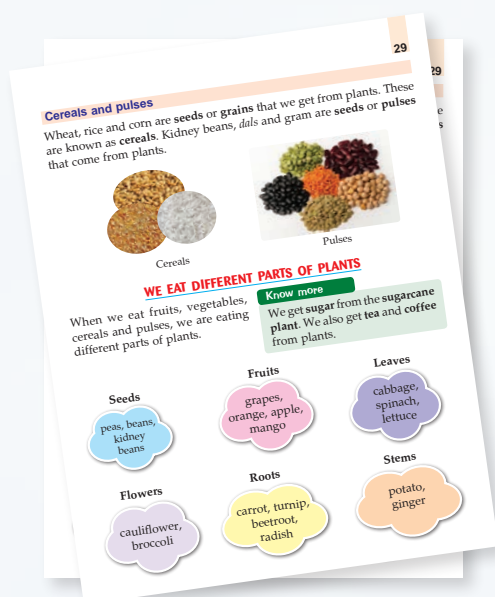 29
Cereals and pulses
Wheat, rice and corn are seeds or grains that we get from plants. These
are known as cereals. Kidney beans, dals and gram are seeds or pulses
that come from plants.
Cereals
Pulses
WE EAT DIFFERENT PARTS OF PLANTS
When we eat fruits, vegetables,
cereals and pulses, we are eating
different parts of plants.
Know more
We get sugar from the sugarcane
plant. We also get tea and coffee
from plants.
Seeds
peas, beans,
kidney
beans
Fruits
grapes,
orange, apple,
mango
Leaves
cabbage,
spinach,
lettuce
Flowers
cauliflower,
broccoli
Roots
carrot, turnip,
beetroot,
radish
Stems
potato,
ginger
29
e
s